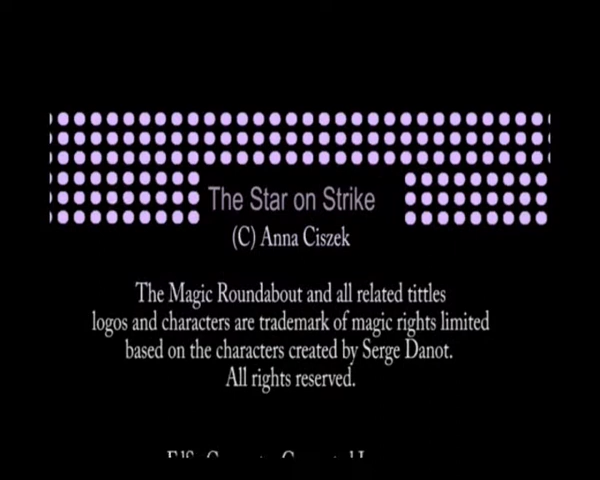 The Star on Strike
(C) Anna Ciszek
The Magic Roundabout and all related tittles
logos and characters are trademark of magic rights limited
based on the characters created by Serge Danot.
All rights reserved.